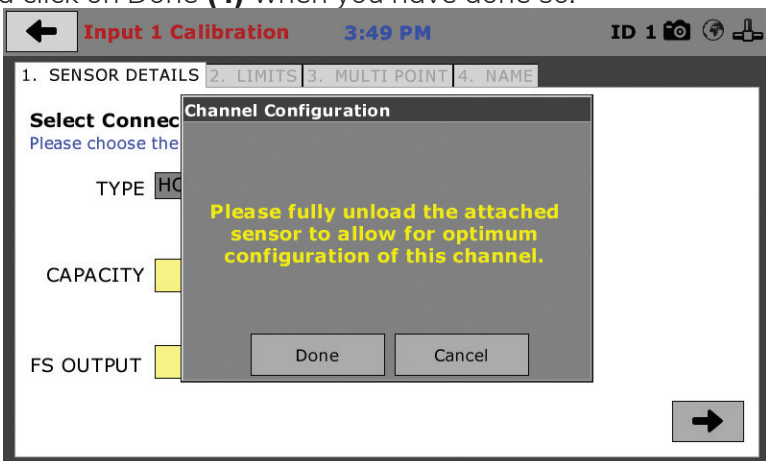 d click on Done (4) when you have done so.
Input 1 Calibration 3:49 PM ID 1
1. SENSOR DETAILS 2. LIMITS 3. MULTI POINT 4. NAME
Select Connec
Please choose the
Channel Configuration
TYPE HO
Please fully unload the attached
sensor to allow for optimum
configuration of this channel.
CAPACITY
Done Cancel
FS OUTPUT